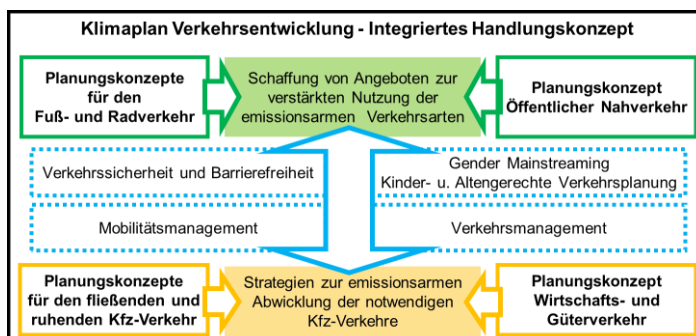 Klimaplan Verkehrsentwicklung - Integriertes Handlungskonzept
Planungskonzepte
für den
Fuß- und Radverkehr
Schaffung von Angeboten zur
verstärkten Nutzung der
emissionsarmen Verkehrsarten
Planungskonzept
Öffentlicher Nahverkehr
Verkehrssicherheit und Barrierefreiheit
Gender Mainstreaming
Kinder- u. Altengerechte Verkehrsplanung
Mobilitätsmanagement
Verkehrsmanagement
Planungskonzepte
für den fließenden und
ruhenden Kfz-Verkehr
Strategien zur emissionsarmen
Abwicklung der notwendigen
Kfz-Verkehre
Planungskonzept
Wirtschafts- und
Güterverkehr